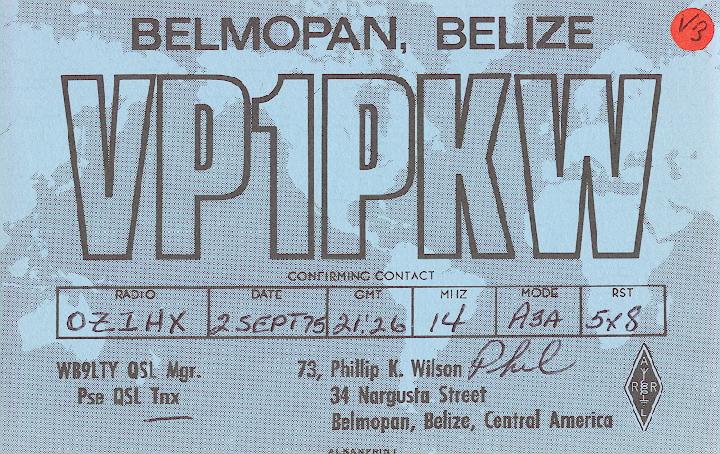 BELMOPAN, BELIZE
V3
VP1PKW
CONFIRMING CONTACT
RADIO DATE GMT MHZ MODE RST
OZ1HX 2 SEPT 75 21:26 14 A3A 5x8
WB9LTY QSL Mgr.
Pse QSL Tnx
73, Phillip K. Wilson Phil
34 Nargusta Street
Belmopan, Belize, Central America
A R R L